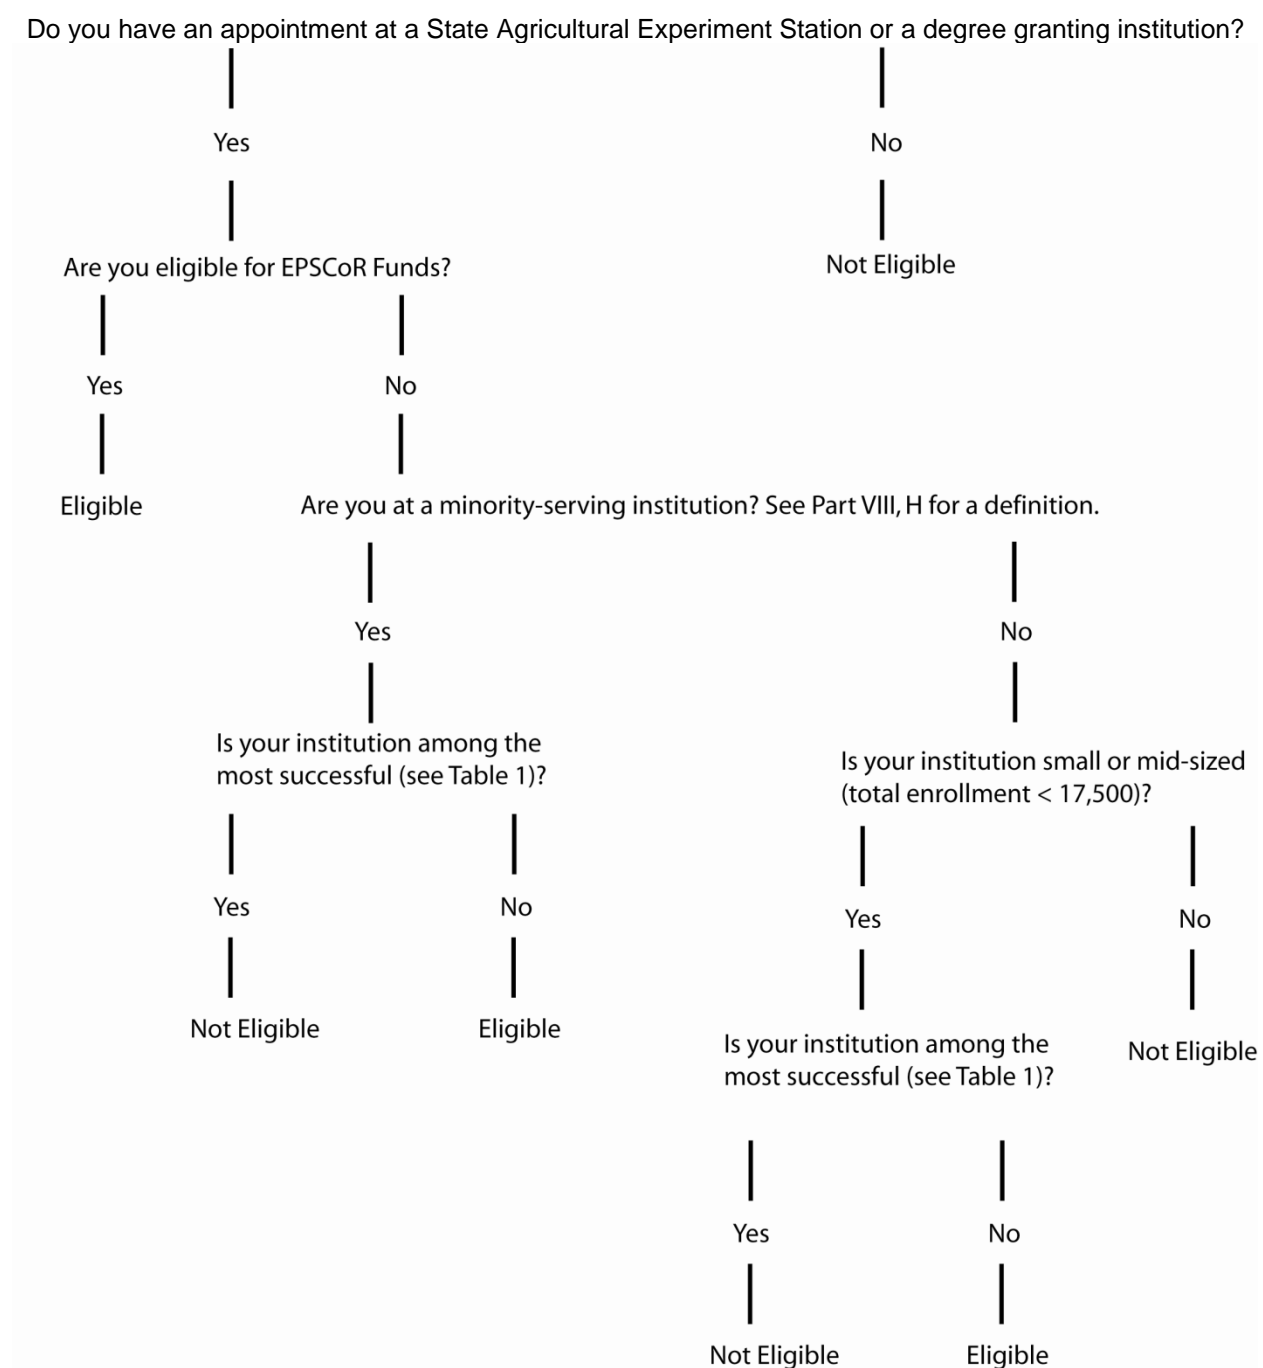 Do you have an appointment at a State Agricultural Experiment Station or a degree granting institution?
Yes
No
Are you eligible for EPSCoR Funds?
Not Eligible
Yes
No
Eligible
Are you at a minority-serving institution? See Part VIII, H for a definition.
Yes
No
Is your institution among the
most successful (see Table 1)?
Is your institution small or mid-sized
(total enrollment < 17,500)?
Yes
No
Yes
No
Not Eligible
Eligible
Is your institution among the
most successful (see Table 1)?
Not Eligible
Yes
No
Not Eligible
Eligible